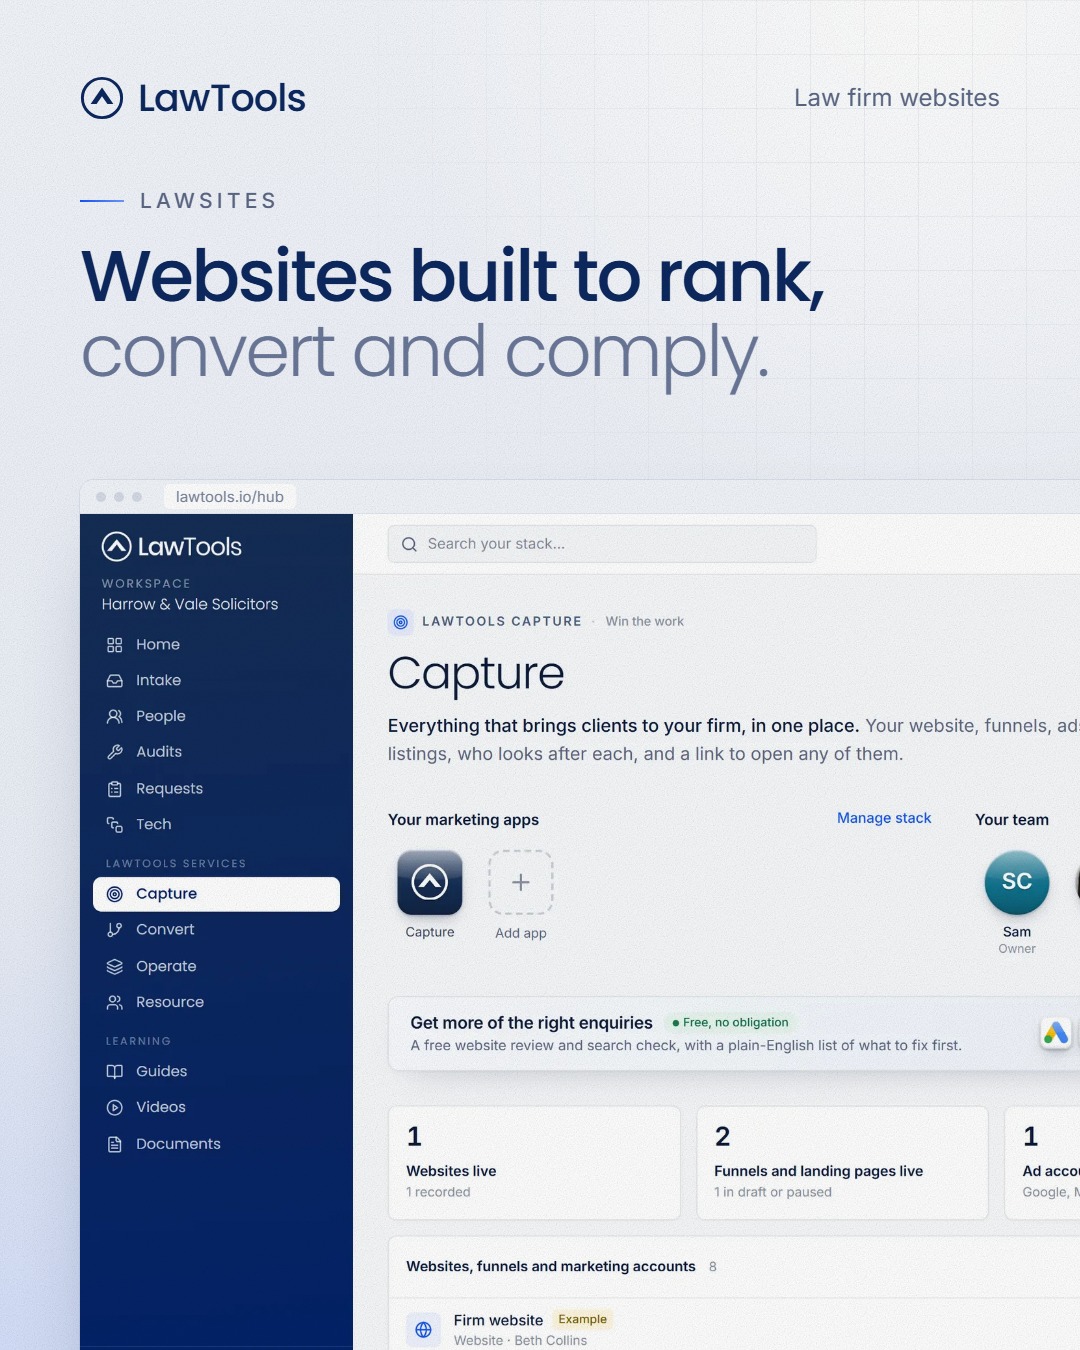 LawTools
Law firm websites
LAWSITES
Websites built to rank,
convert and comply.
lawtools.io/hub
LawTools
WORKSPACE
Harrow & Vale Solicitors
Home
Intake
People
Audits
Requests
Tech
LAWTOOLS SERVICES
Capture
Convert
Operate
Resource
LEARNING
Guides
Videos
Documents
Search your stack...
LAWTOOLS CAPTURE · Win the work
Capture
Everything that brings clients to your firm, in one place. Your website, funnels, ads
listings, who looks after each, and a link to open any of them.
Your marketing apps
Manage stack
Capture
Add app
Your team
SC
Sam
Owner
Get more of the right enquiries
Free, no obligation
A free website review and search check, with a plain-English list of what to fix first.
1
Websites live
1 recorded
2
Funnels and landing pages live
1 in draft or paused
1
Ad accou
Google, M
Websites, funnels and marketing accounts 8
Firm website Example
Website · Beth Collins